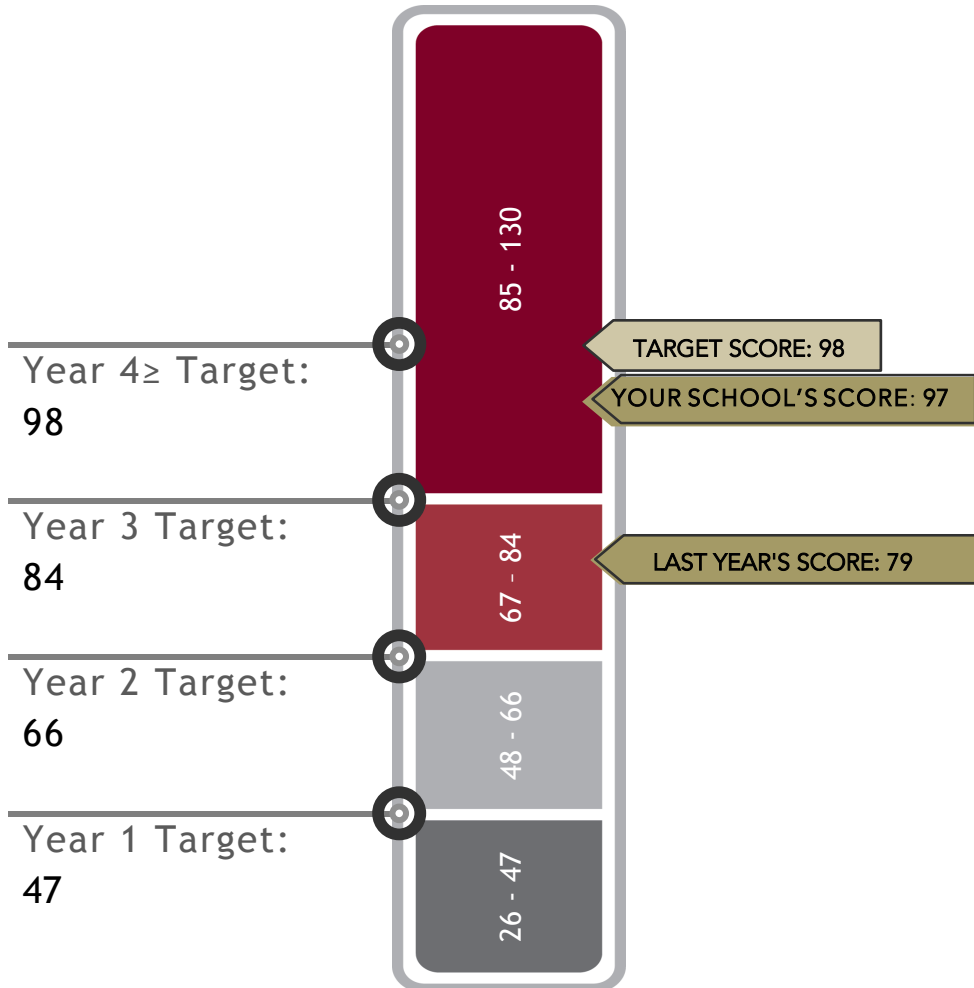 85 - 130
TARGET SCORE: 98
Year 4≥ Target:
98
YOUR SCHOOL'S SCORE: 97
Year 3 Target:
84
67 - 84
LAST YEAR'S SCORE: 79
Year 2 Target:
66
48 - 66
Year 1 Target:
47
26 - 47